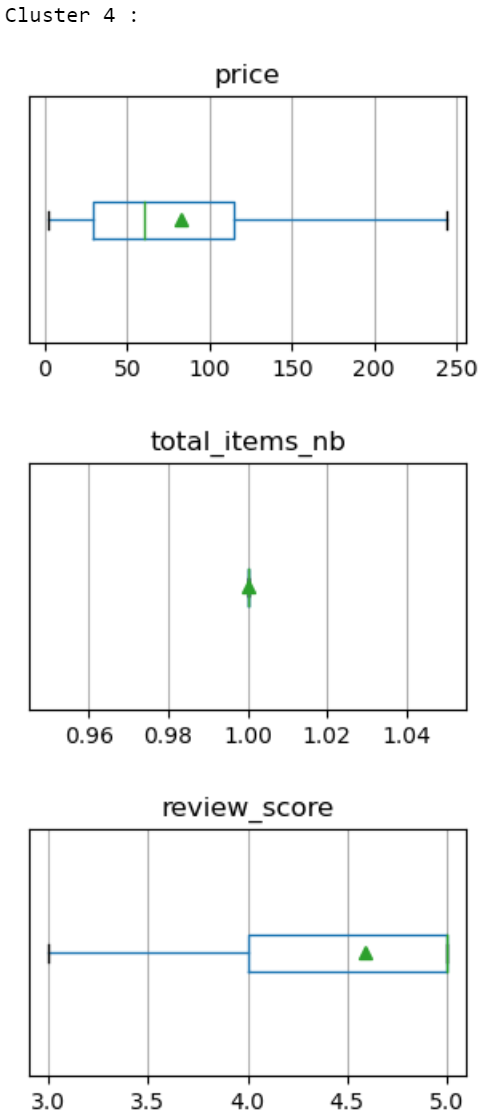 Cluster 4 :
price
0 50 100 150 200 250
total_items_nb
0.96 0.98 1.00 1.02 1.04
review_score
3.0 3.5 4.0 4.5 5.0